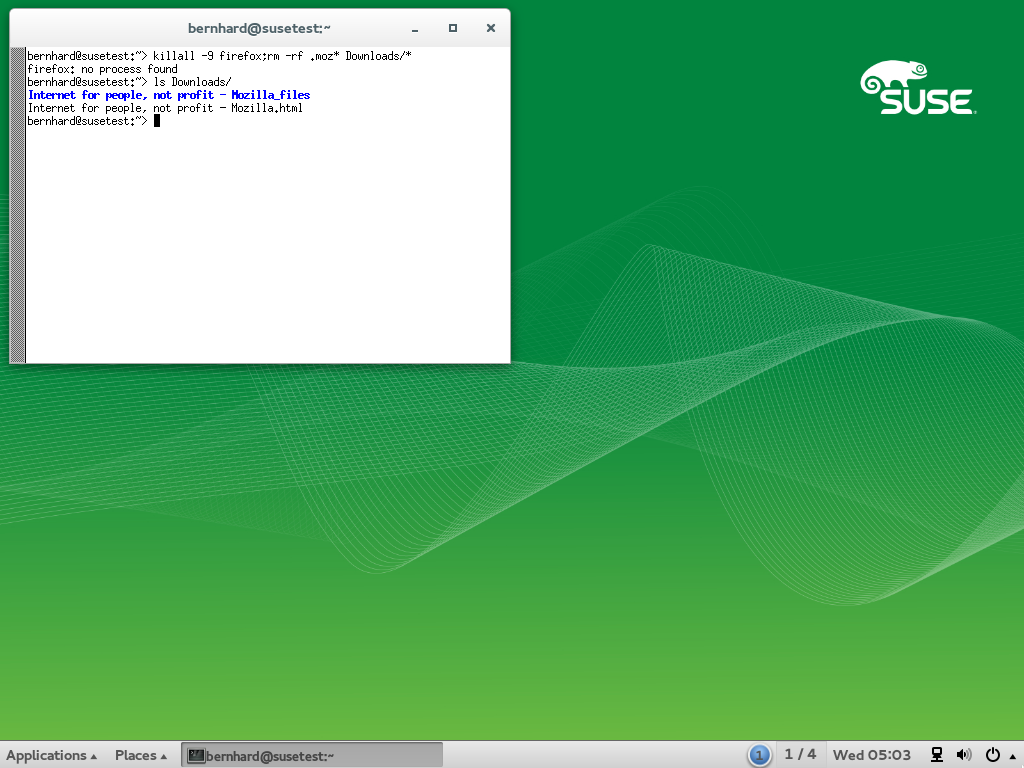 bernhard@susetest:~
bernhard@susetest:~> killall -9 firefox;rm -rf .moz* Downloads/*
firefox: no process found
bernhard@susetest:~> ls Downloads/
Internet for people, not profit — Mozilla_files
Internet for people, not profit — Mozilla.html
bernhard@susetest:~>
SUSE
Applications Places bernhard@susetest:~ 1 1 / 4 Wed 05:03